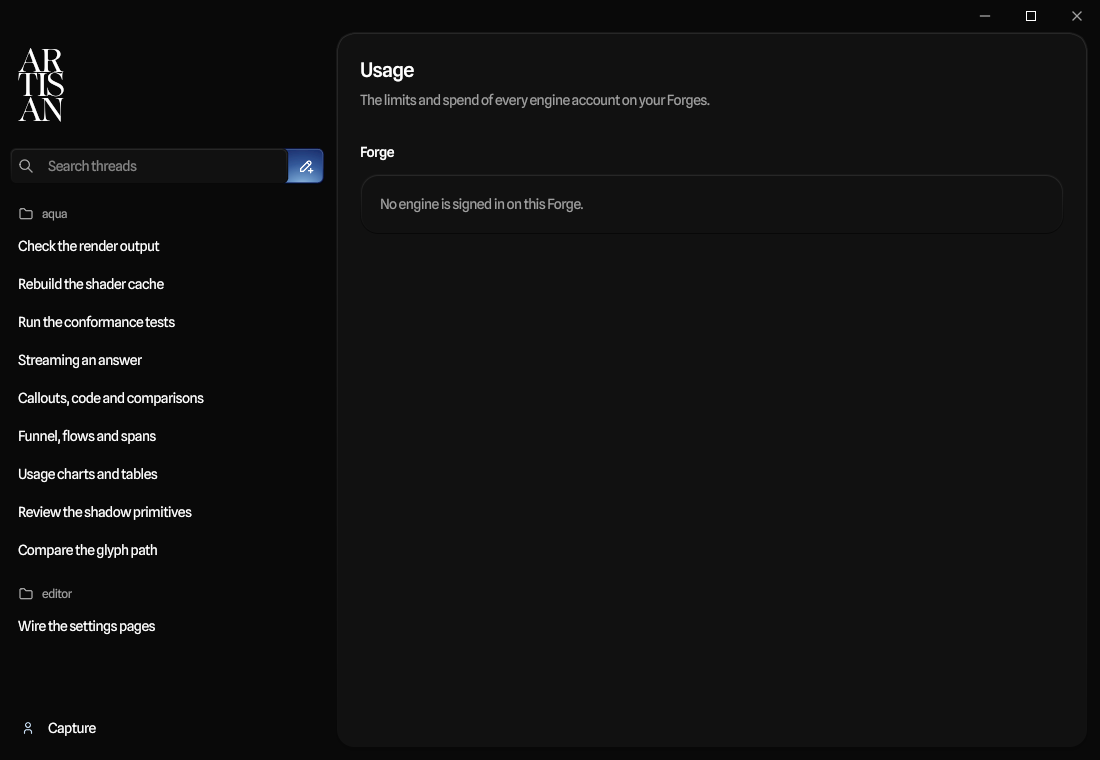 AR
TIS
AN
Search threads
aqua
Check the render output
Rebuild the shader cache
Run the conformance tests
Streaming an answer
Callouts, code and comparisons
Funnel, flows and spans
Usage charts and tables
Review the shadow primitives
Compare the glyph path
editor
Wire the settings pages
Capture
Usage
The limits and spend of every engine account on your Forges.
Forge
No engine is signed in on this Forge.